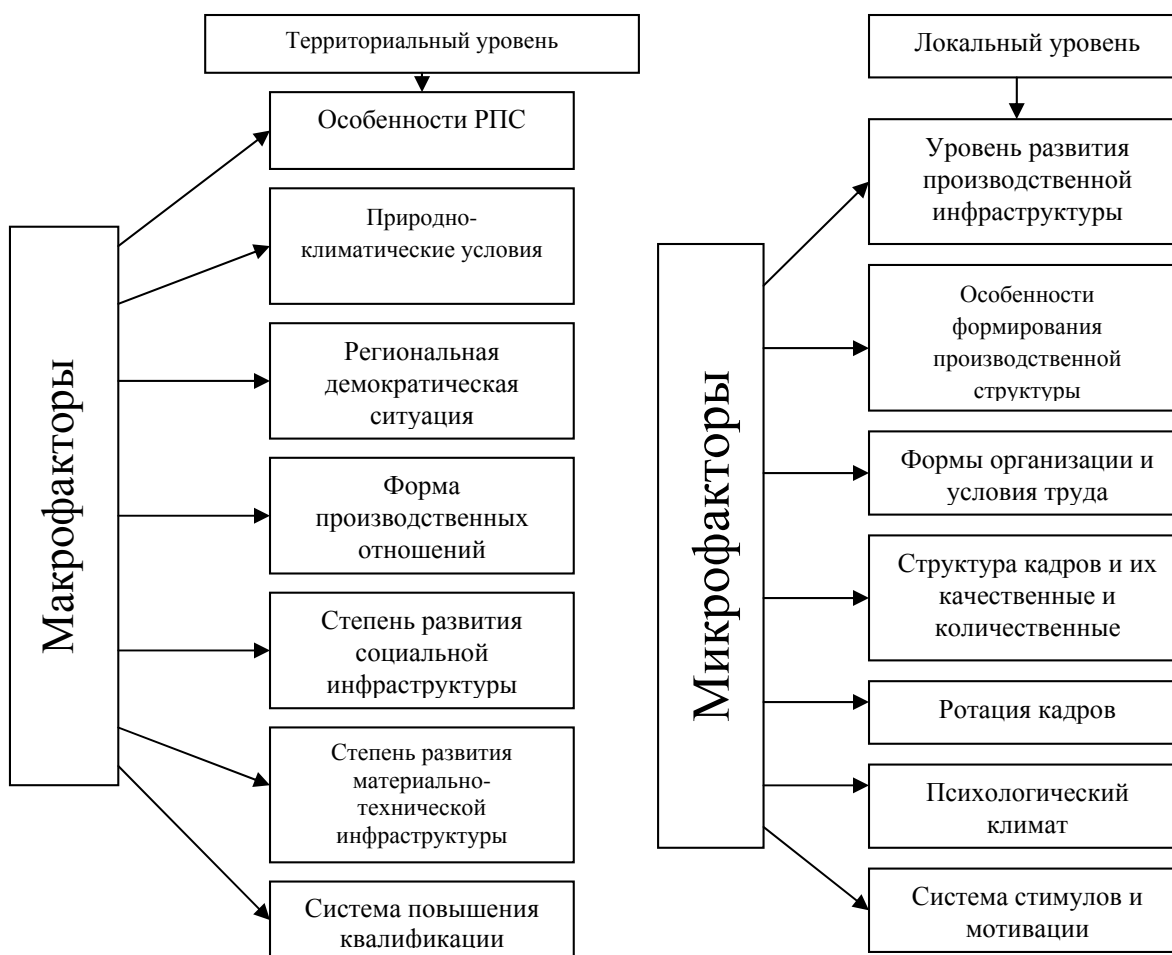 Территориальный уровень
Особенности РПС
Природно-
климатические условия
Региональная
демократическая
ситуация
Форма
производственных
отношений
Степень развития
социальной
инфраструктуры
Степень развития
материально-
технической
инфраструктуры
Система повышения
квалификации
Макрофакторы
Локальный уровень
Уровень развития
производственной
инфраструктуры
Особенности
формирования
производственной
структуры
Формы организации и
условия труда
Структура кадров и их
качественные и
количественные
Ротация кадров
Психологический
климат
Система стимулов и
мотивации
Микрофакторы